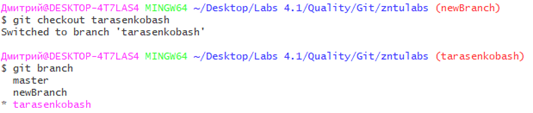 Дмитрий@DESKTOP-4T7LAS4 MINGW64 ~/Desktop/Labs 4.1/Quality/Git/zntulabs (newBranch)
$ git checkout tarasenkobash
Switched to branch 'tarasenkobash'
Дмитрий@DESKTOP-4T7LAS4 MINGW64 ~/Desktop/Labs 4.1/Quality/Git/zntulabs (tarasenkobash)
$ git branch
master
newBranch
* tarasenkobash